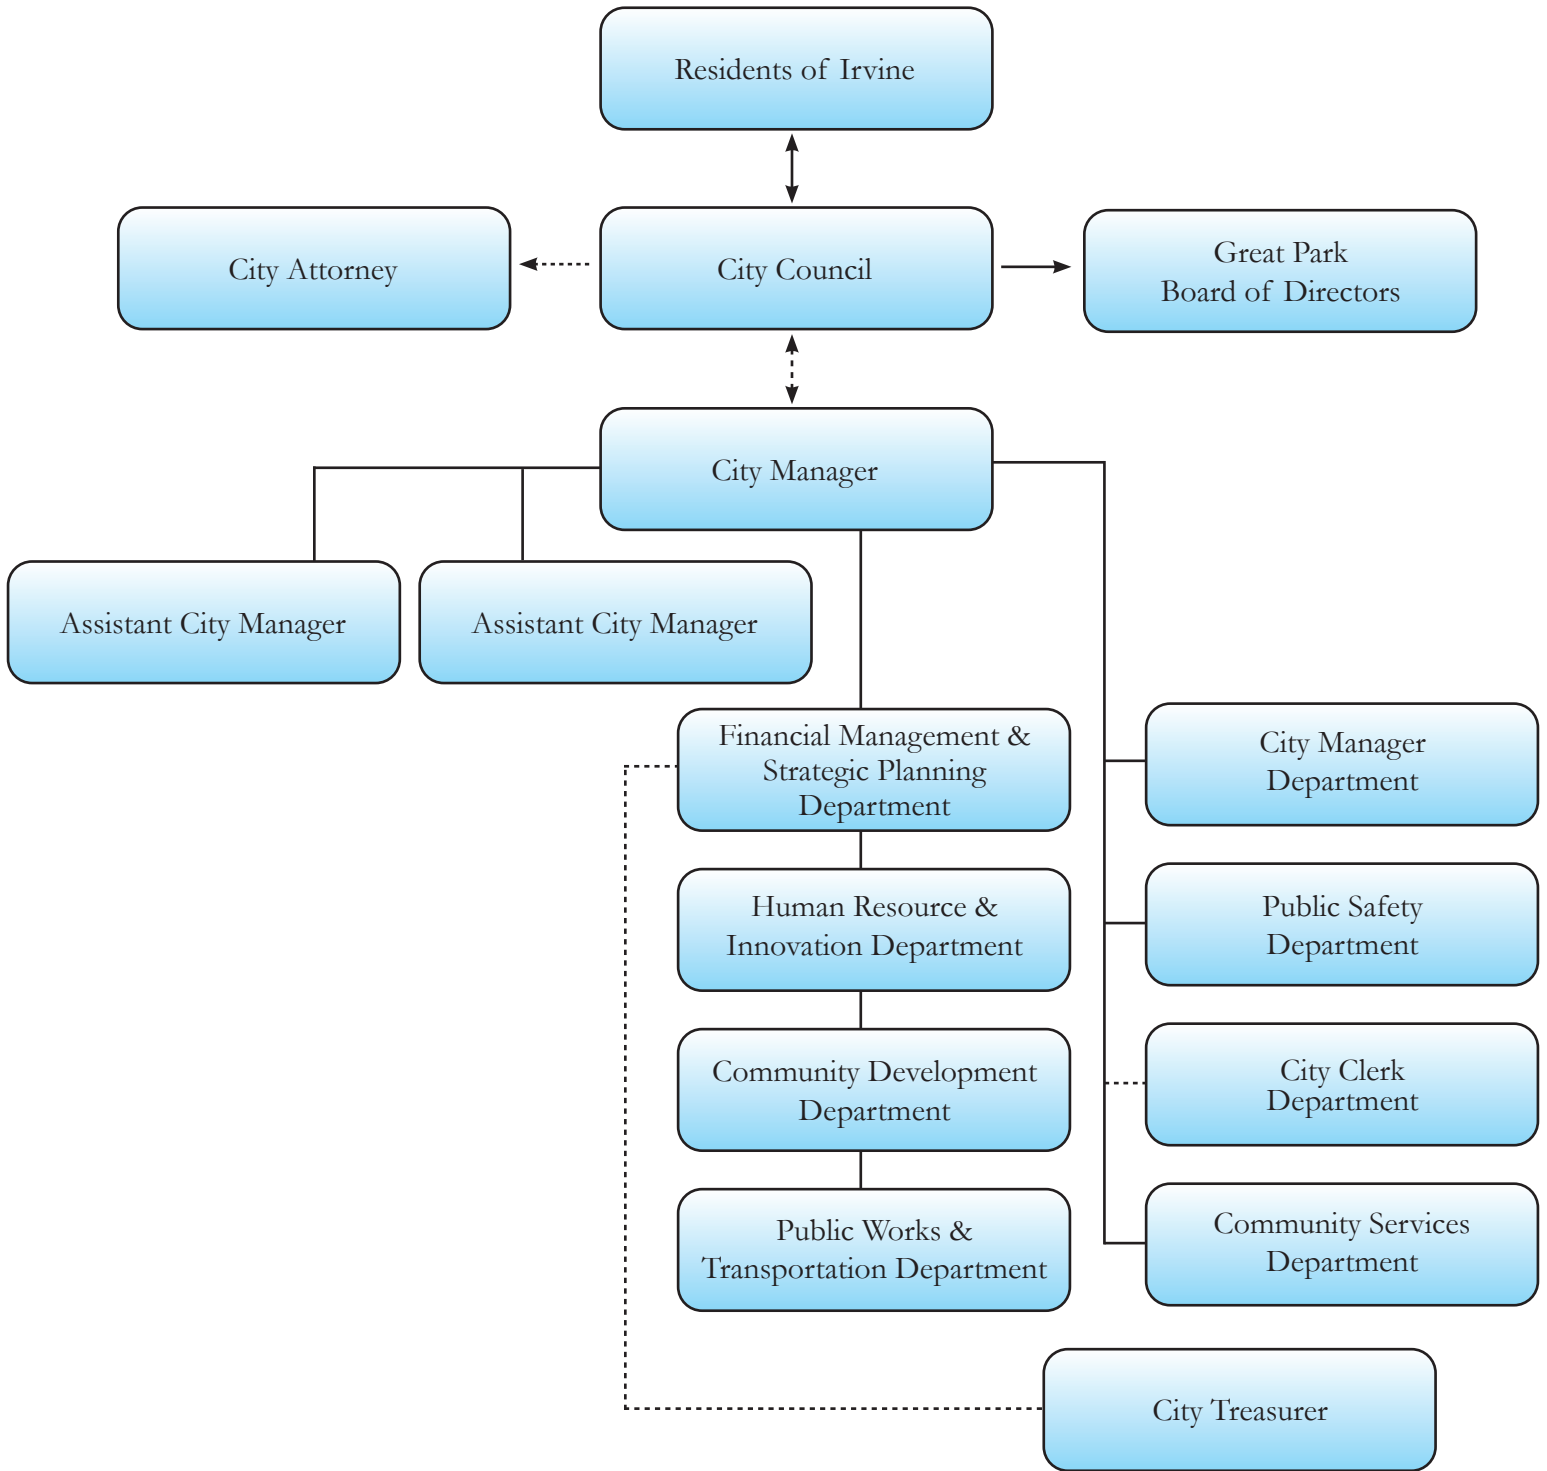 Residents of Irvine
City Attorney
City Council
Great Park
Board of Directors
City Manager
Assistant City Manager
Assistant City Manager
Financial Management &
Strategic Planning
Department
Human Resource &
Innovation Department
Community Development
Department
Public Works &
Transportation Department
City Manager
Department
Public Safety
Department
City Clerk
Department
Community Services
Department
City Treasurer